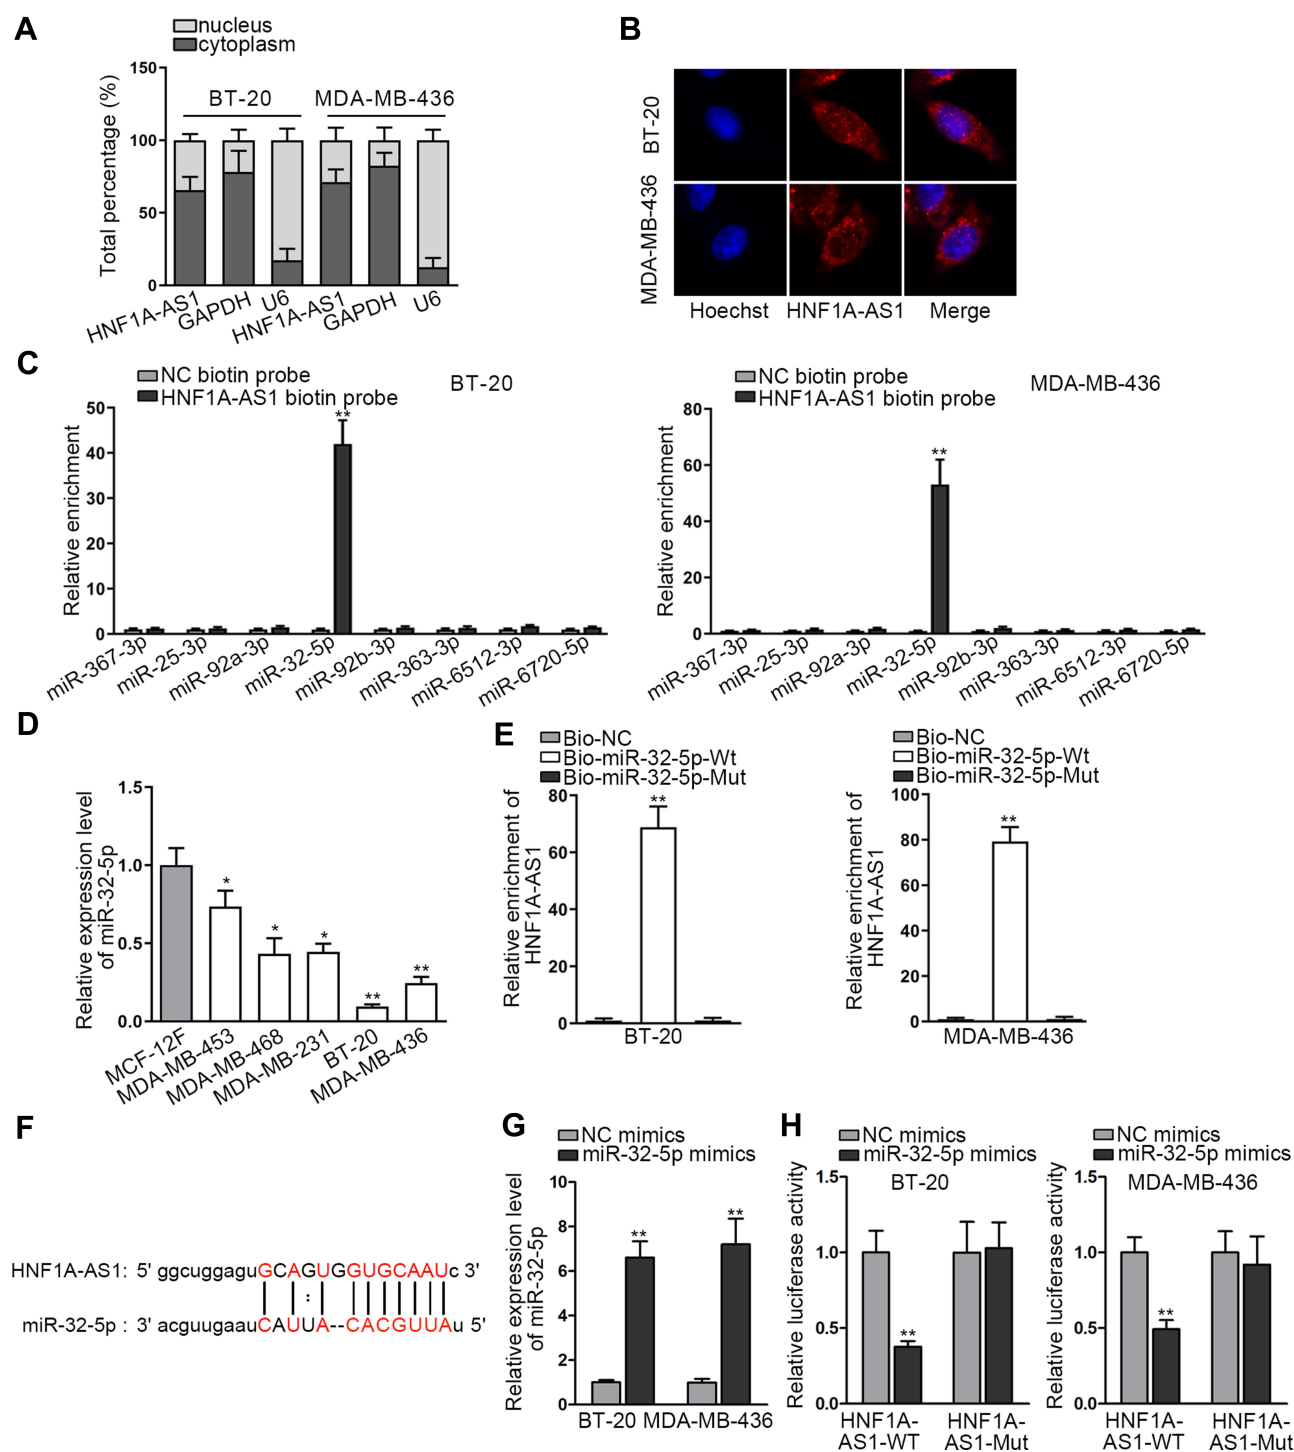 A
nucleus
cytoplasm
Total percentage (%)
150
100
50
0
BT-20
MDA-MB-436
HNF1A-AS1
GAPDH
U6
HNF1A-AS1
GAPDH
U6
B
BT-20
MDA-MB-436
Hoechst
HNF1A-AS1
Merge
C
NC biotin probe
HNF1A-AS1 biotin probe
BT-20
Relative enrichment
50
40
30
20
10
0
**
miR-367-3p
miR-25-3p
miR-92a-3p
miR-32-5p
miR-92b-3p
miR-363-3p
miR-6512-3p
miR-6720-5p
NC biotin probe
HNF1A-AS1 biotin probe
MDA-MB-436
Relative enrichment
80
60
40
20
0
**
miR-367-3p
miR-25-3p
miR-92a-3p
miR-32-5p
miR-92b-3p
miR-363-3p
miR-6512-3p
miR-6720-5p
D
Relative expression level
of miR-32-5p
1.5
1.0
0.5
0.0
*
*
*
**
**
MCF-12F
MDA-MB-453
MDA-MB-468
MDA-MB-231
BT-20
MDA-MB-436
E
Bio-NC
Bio-miR-32-5p-Wt
Bio-miR-32-5p-Mut
Relative enrichment of
HNF1A-AS1
80
60
40
20
0
**
BT-20
Bio-NC
Bio-miR-32-5p-Wt
Bio-miR-32-5p-Mut
Relative enrichment of
HNF1A-AS1
100
80
60
40
20
0
**
MDA-MB-436
F
HNF1A-AS1: 5' ggcuggaguGCAGUGGUGCAAUc 3'
miR-32-5p : 3' acguugaauCAUUA--CACGUUAu 5'
G
NC mimics
miR-32-5p mimics
Relative expression level
of miR-32-5p
10
8
6
4
2
0
**
**
BT-20 MDA-MB-436
H
NC mimics
miR-32-5p mimics
BT-20
Relative luciferase activity
1.5
1.0
0.5
0.0
**
HNF1A-
AS1-WT
HNF1A-
AS1-Mut
NC mimics
miR-32-5p mimics
MDA-MB-436
Relative luciferase activity
1.5
1.0
0.5
0.0
**
HNF1A-
AS1-WT
HNF1A-
AS1-Mut